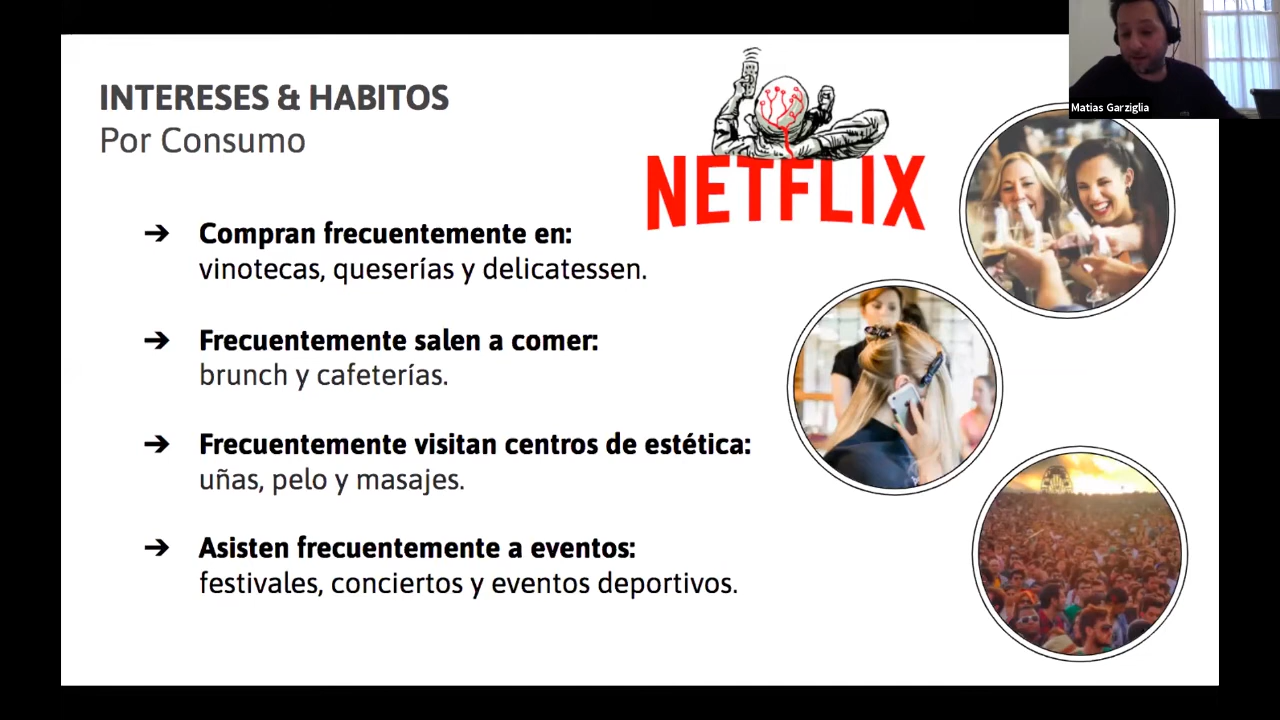 INTERESES & HABITOS
Por Consumo
NETFLIX
Matias Garziglia
➔ Compran frecuentemente en:
vinotecas, queserías y delicatessen.
➔ Frecuentemente salen a comer:
brunch y cafeterías.
➔ Frecuentemente visitan centros de estética:
uñas, pelo y masajes.
➔ Asisten frecuentemente a eventos:
festivales, conciertos y eventos deportivos.